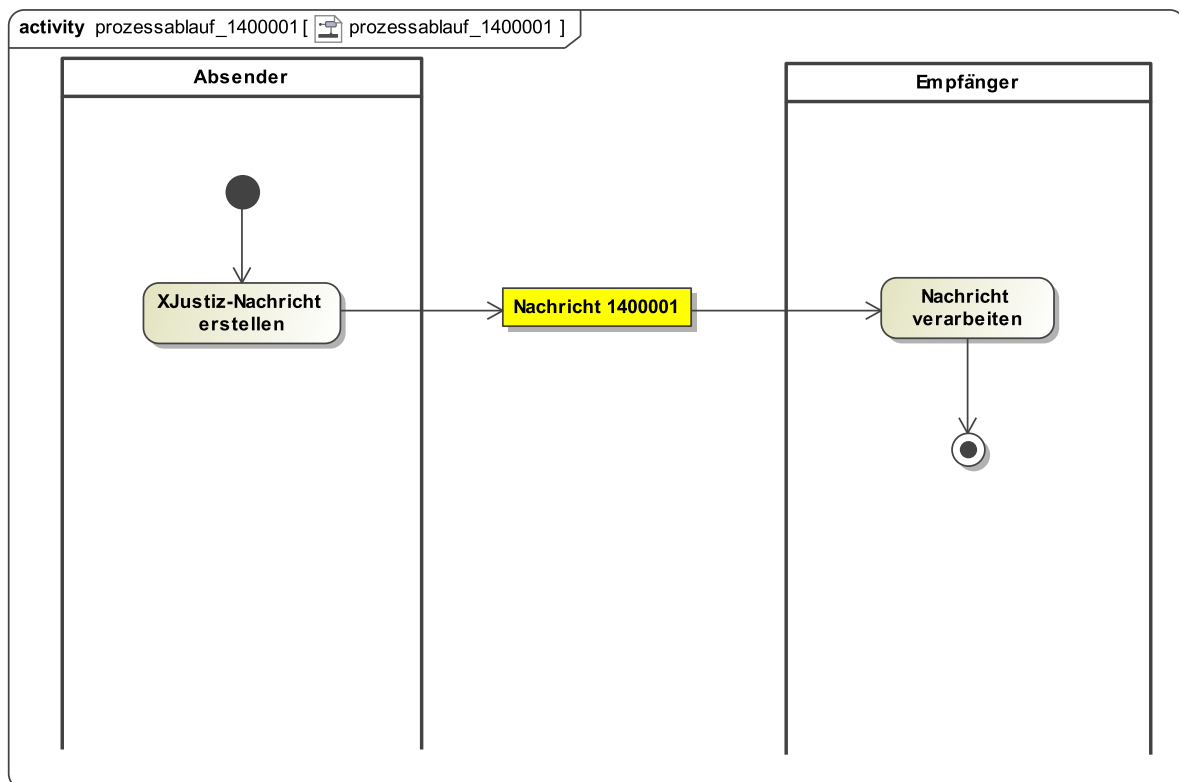 activity prozessablauf_1400001 [ prozessablauf_1400001 ]
Absender
Empfänger
XJustiz-Nachricht
erstellen
Nachricht 1400001
Nachricht
verarbeiten